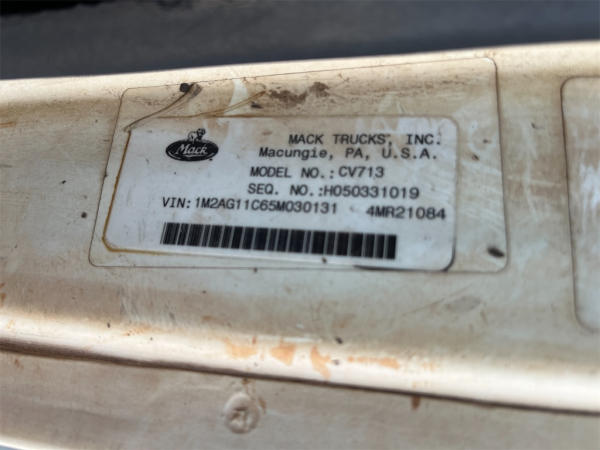 Mack
MACK TRUCKS, INC.
Macungie, PA, U.S.A.
MODEL NO.: CV713
SEQ. NO.:H050331019
VIN: 1M2AG11C65M030131 4MR21084